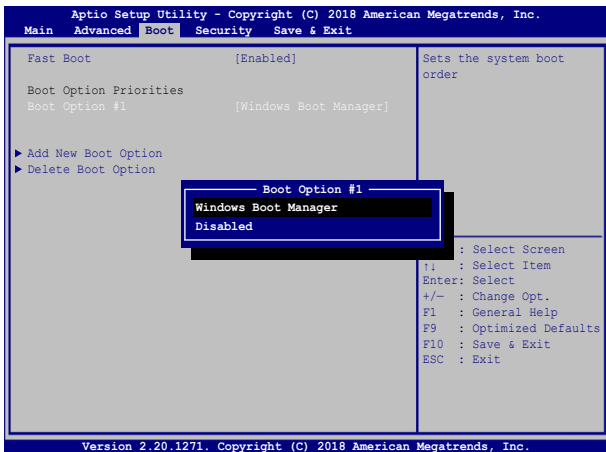 Aptio Setup Utility - Copyright (C) 2018 American Megatrends, Inc.
Main Advanced Boot Security Save & Exit
Fast Boot [Enabled]
Boot Option Priorities
Boot Option #1 [Windows Boot Manager]
▶ Add New Boot Option
▶ Delete Boot Option
Sets the system boot
order
Boot Option #1
Windows Boot Manager
Disabled
: Select Screen
↑↓ : Select Item
Enter: Select
+/— : Change Opt.
F1 : General Help
F9 : Optimized Defaults
F10 : Save & Exit
ESC : Exit
Version 2.20.1271. Copyright (C) 2018 American Megatrends, Inc.